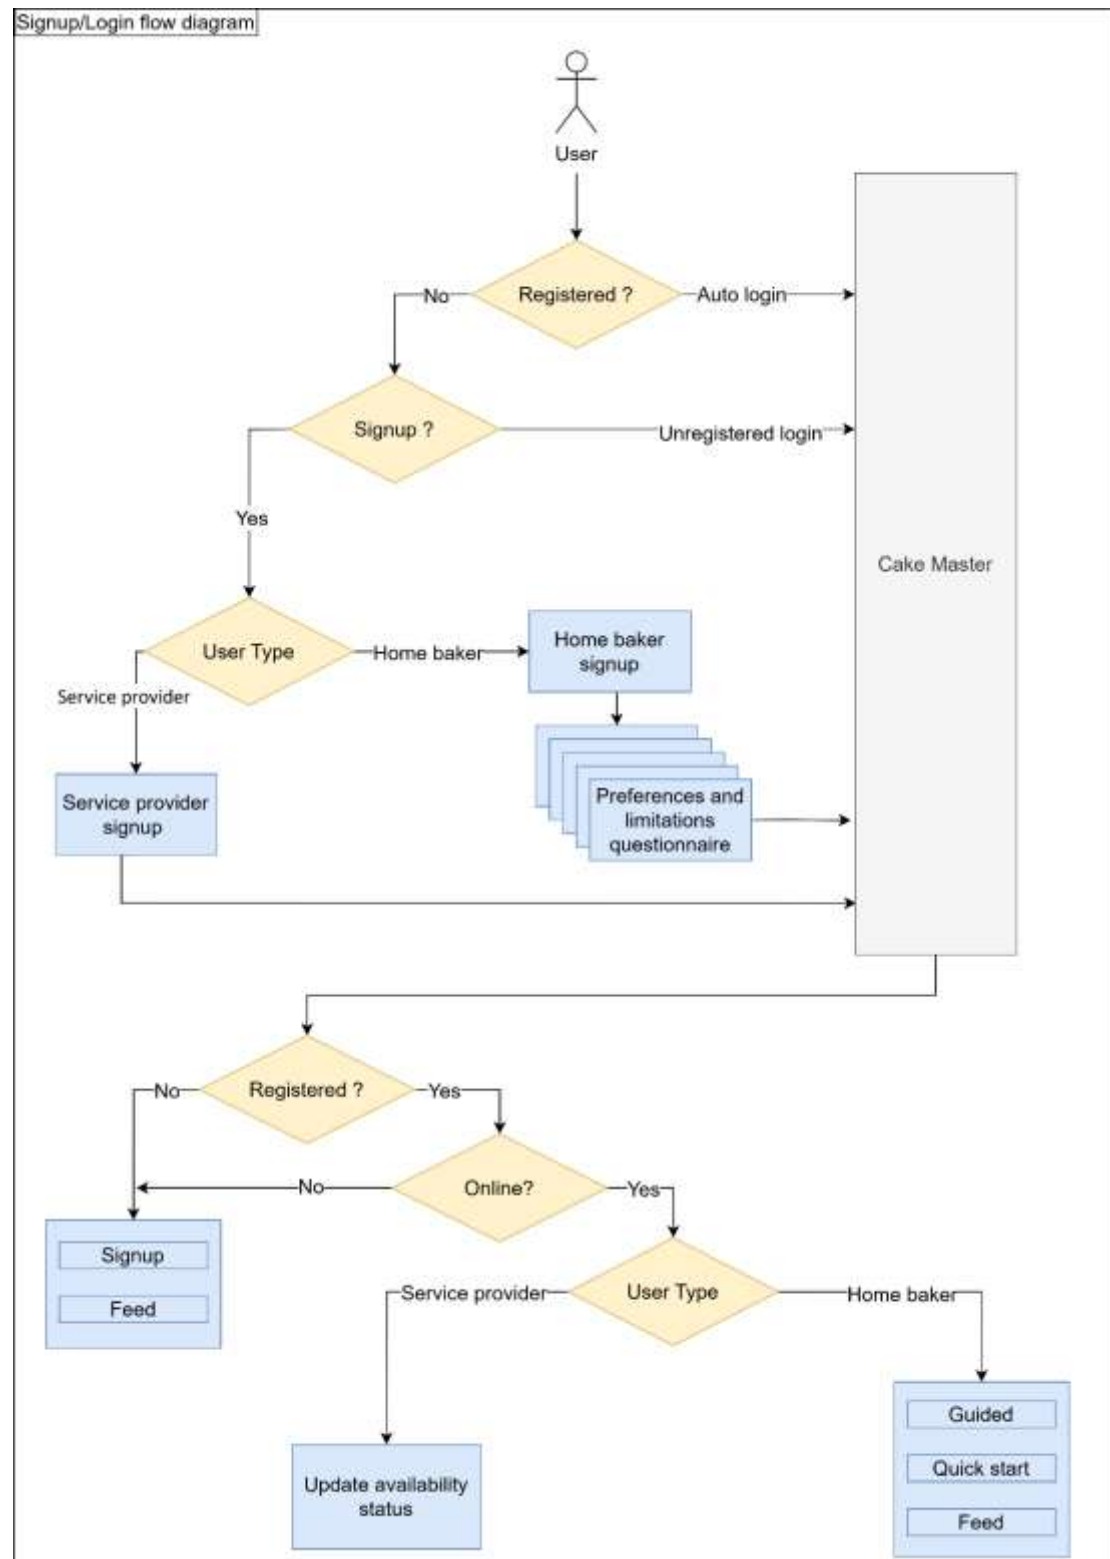 Signup/Login flow diagram
User
Registered ?
No
Auto login
Signup ?
Unregistered login
Yes
Cake Master
User Type
Home baker
Home baker
signup
Service provider
Service provider
signup
Preferences and
limitations
questionnaire
Registered ?
No
Yes
Online?
No
Yes
Signup
Feed
User Type
Service provider
Home baker
Update availability
status
Guided
Quick start
Feed